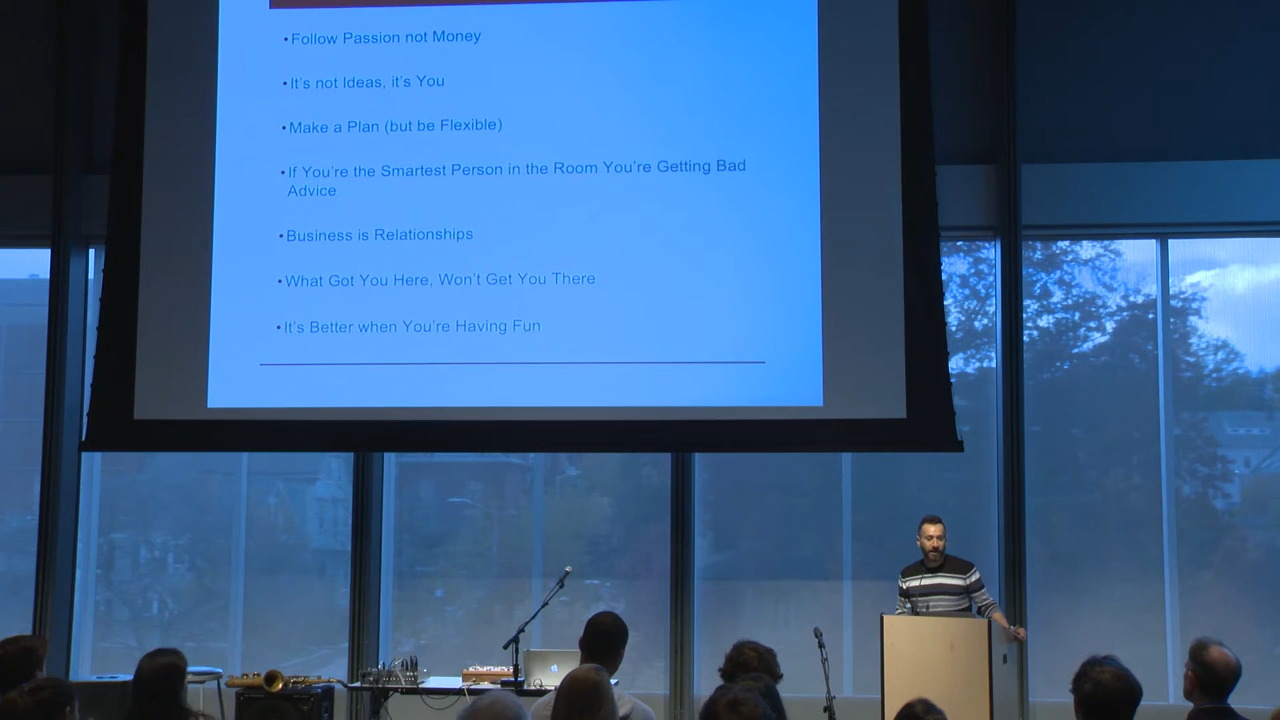 •Follow Passion not Money
•It's not Ideas, it's You
•Make a Plan (but be Flexible)
•If You're the Smartest Person in the Room You're Getting Bad
Advice
•Business is Relationships
•What Got You Here, Won't Get You There
•It's Better when You're Having Fun